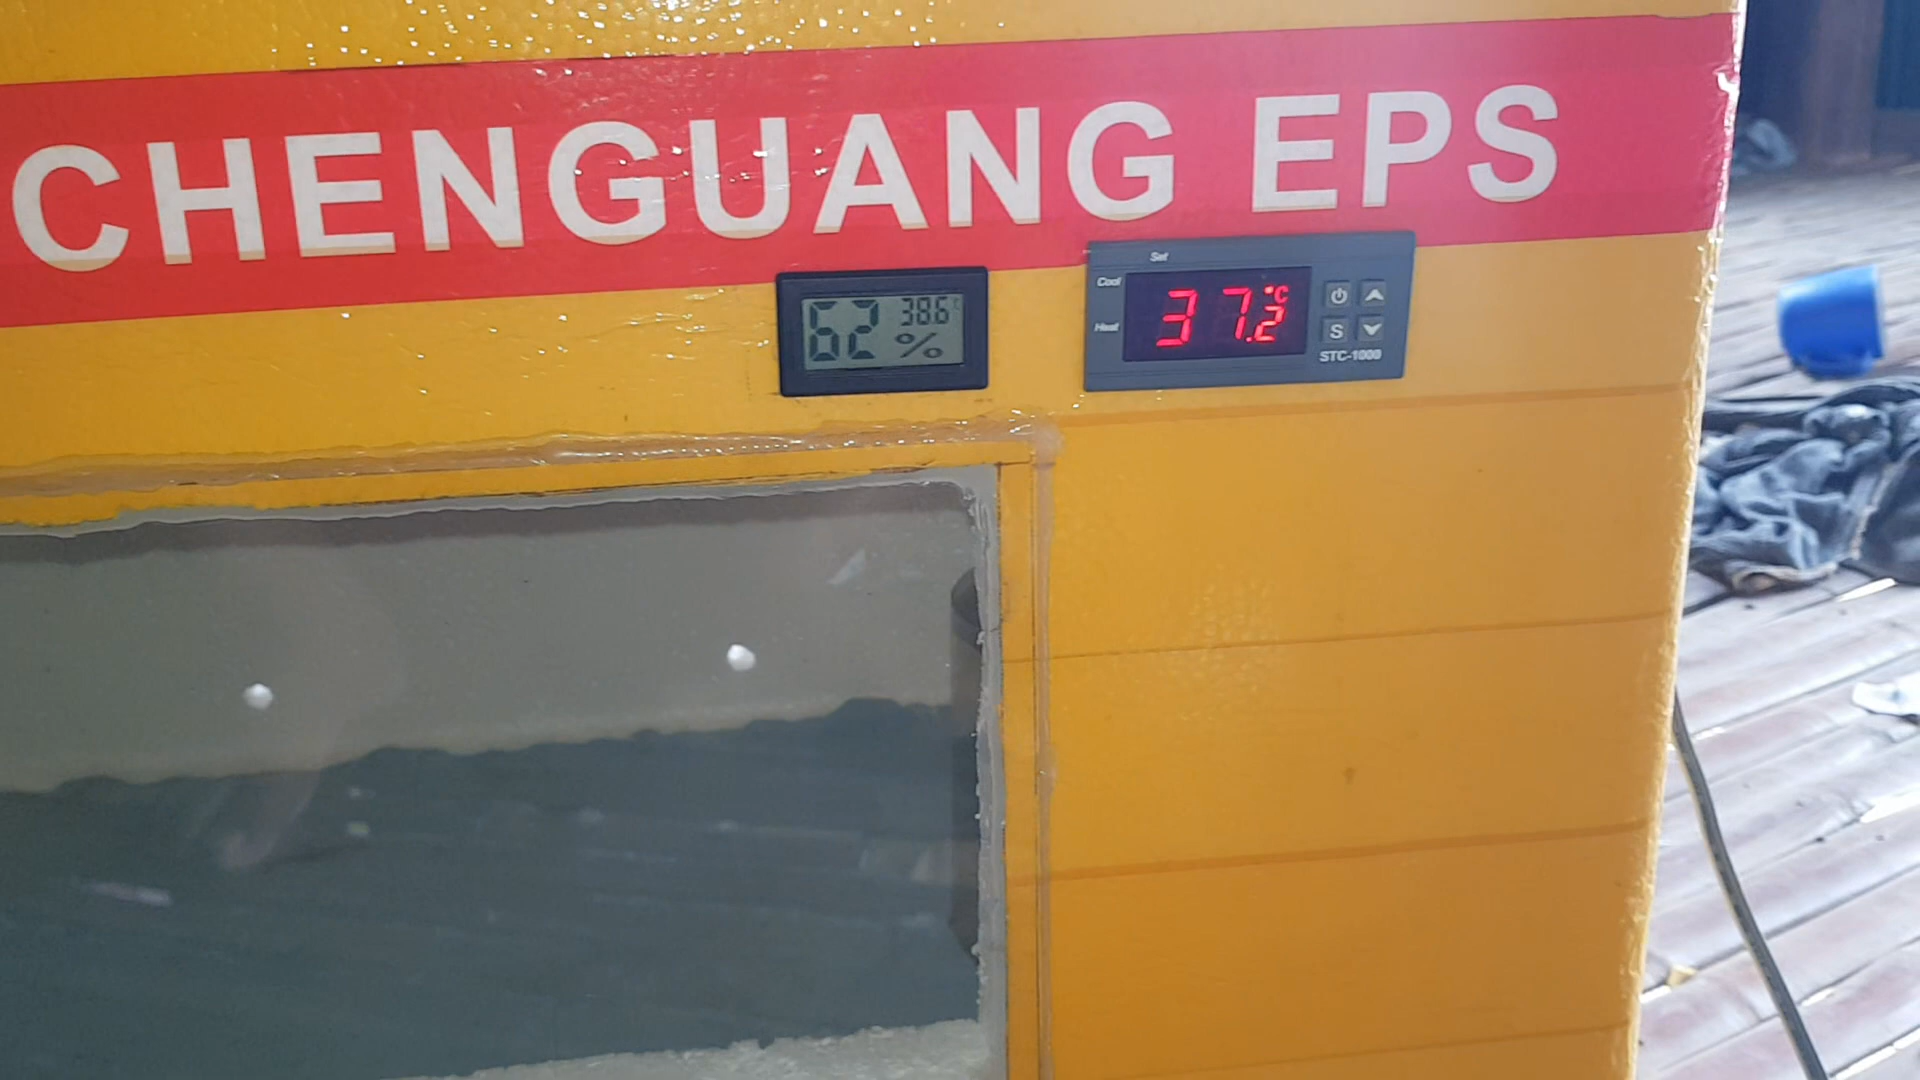 CHENGUANG EPS
62 38.6°C
%
Set
Cool
Heat
37.2 °C
S
STC-1000